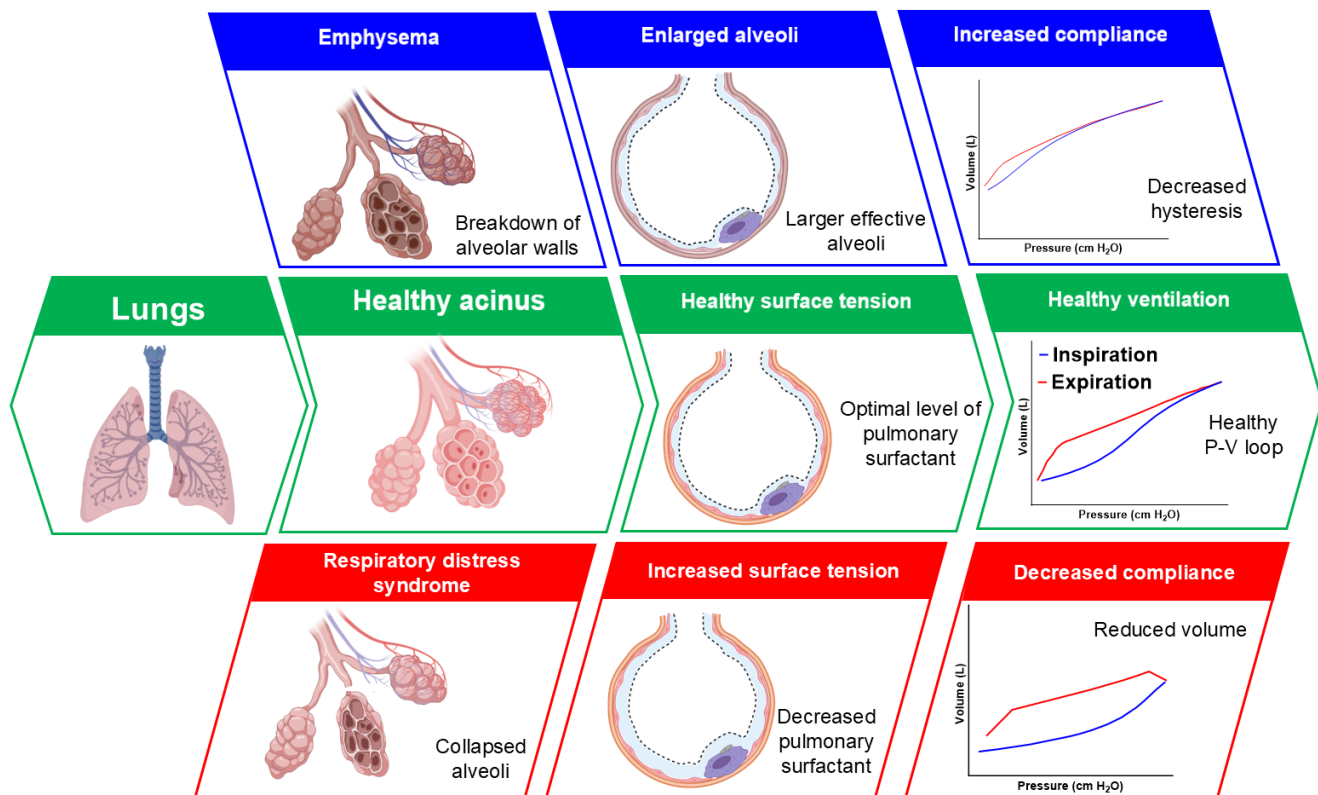 Emphysema
Enlarged alveoli
Increased compliance
Breakdown of
alveolar walls
Larger effective
alveoli
Volume (L)
Decreased
hysteresis
Pressure (cm H₂O)
Lungs
Healthy acinus
Healthy surface tension
Healthy ventilation
Optimal level of
pulmonary
surfactant
Inspiration
Expiration
Volume (L)
Healthy
P-V loop
Pressure (cm H₂O)
Respiratory distress
syndrome
Increased surface tension
Decreased compliance
Collapsed
alveoli
Decreased
pulmonary
surfactant
Reduced volume
Volume (L)
Pressure (cm H₂O)